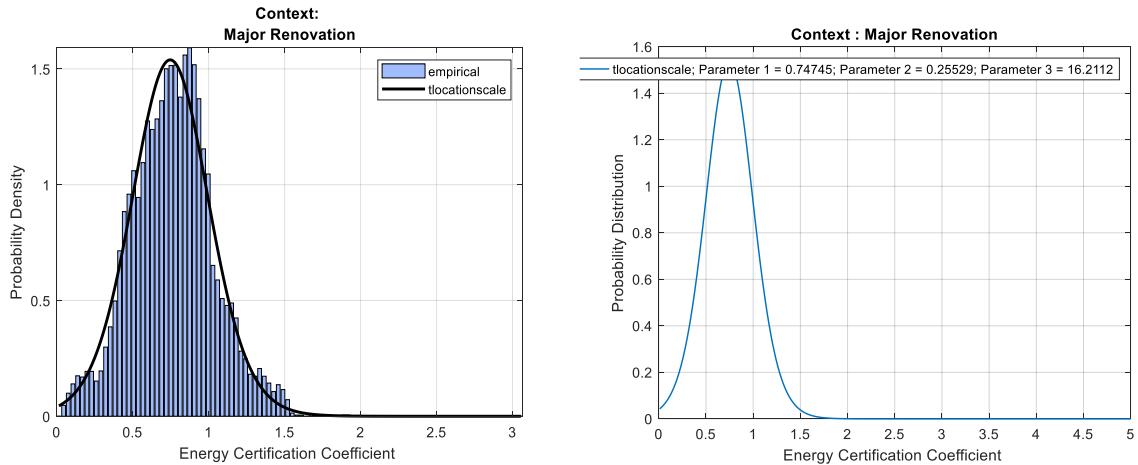 Context:
Major Renovation
1.5
1
0.5
0
Probability Density
empirical
tlocationscale
0 0.5 1 1.5 2 2.5 3
Energy Certification Coefficient
Context : Major Renovation
1.6
1.4
1.2
1
0.8
0.6
0.4
0.2
0
Probability Distribution
tlocationscale; Parameter 1 = 0.74745; Parameter 2 = 0.25529; Parameter 3 = 16.2112
0 0.5 1 1.5 2 2.5 3 3.5 4 4.5 5
Energy Certification Coefficient